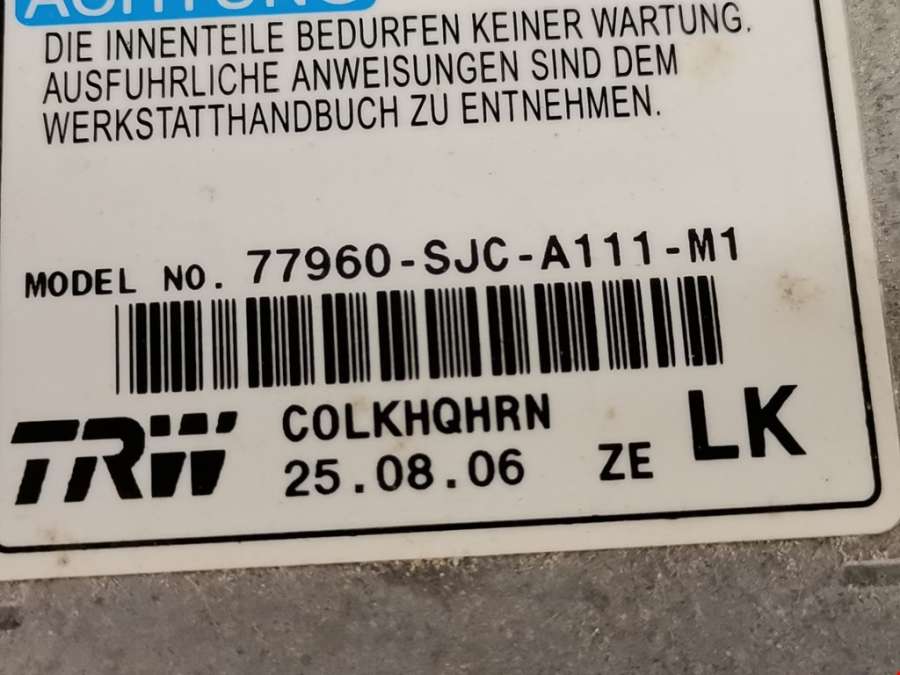 ACHTUNG
DIE INNENTEILE BEDURFEN KEINER WARTUNG.
AUSFUHRLICHE ANWEISUNGEN SIND DEM
WERKSTATTHANDBUCH ZU ENTNEHMEN.
MODEL NO. 77960-SJC-A111-M1
TRW
COLKHQHRN
25.08.06 ZE LK